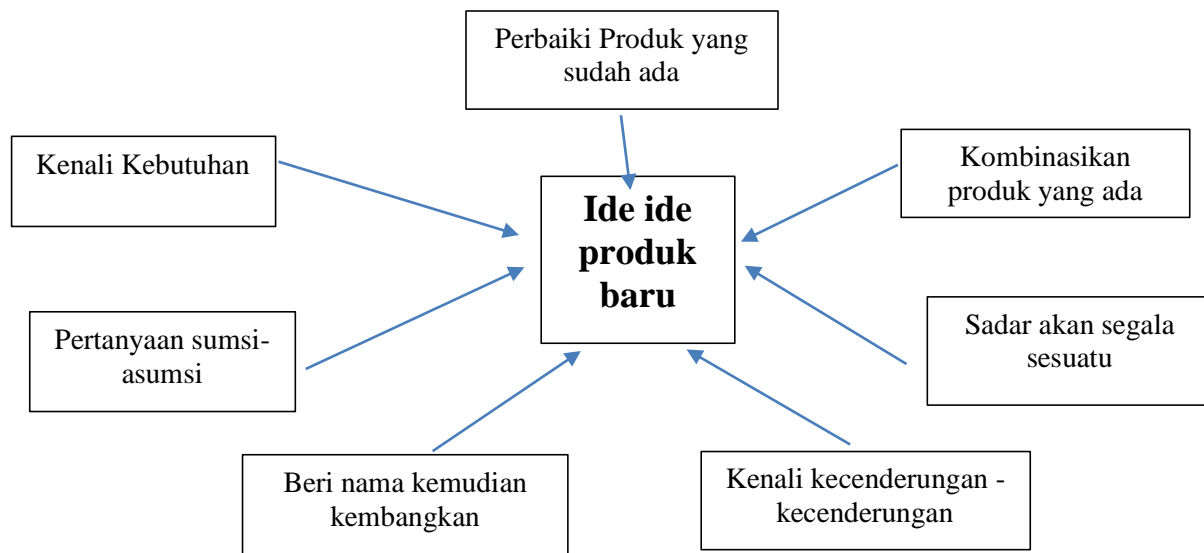 Perbaiki Produk yang
sudah ada
Kenali Kebutuhan
Kombinasikan
produk yang ada
Ide ide
produk
baru
Pertanyaan sumsi-
asumsi
Sadar akan segala
sesuatu
Beri nama kemudian
kembangkan
Kenali kecenderungan -
kecenderungan